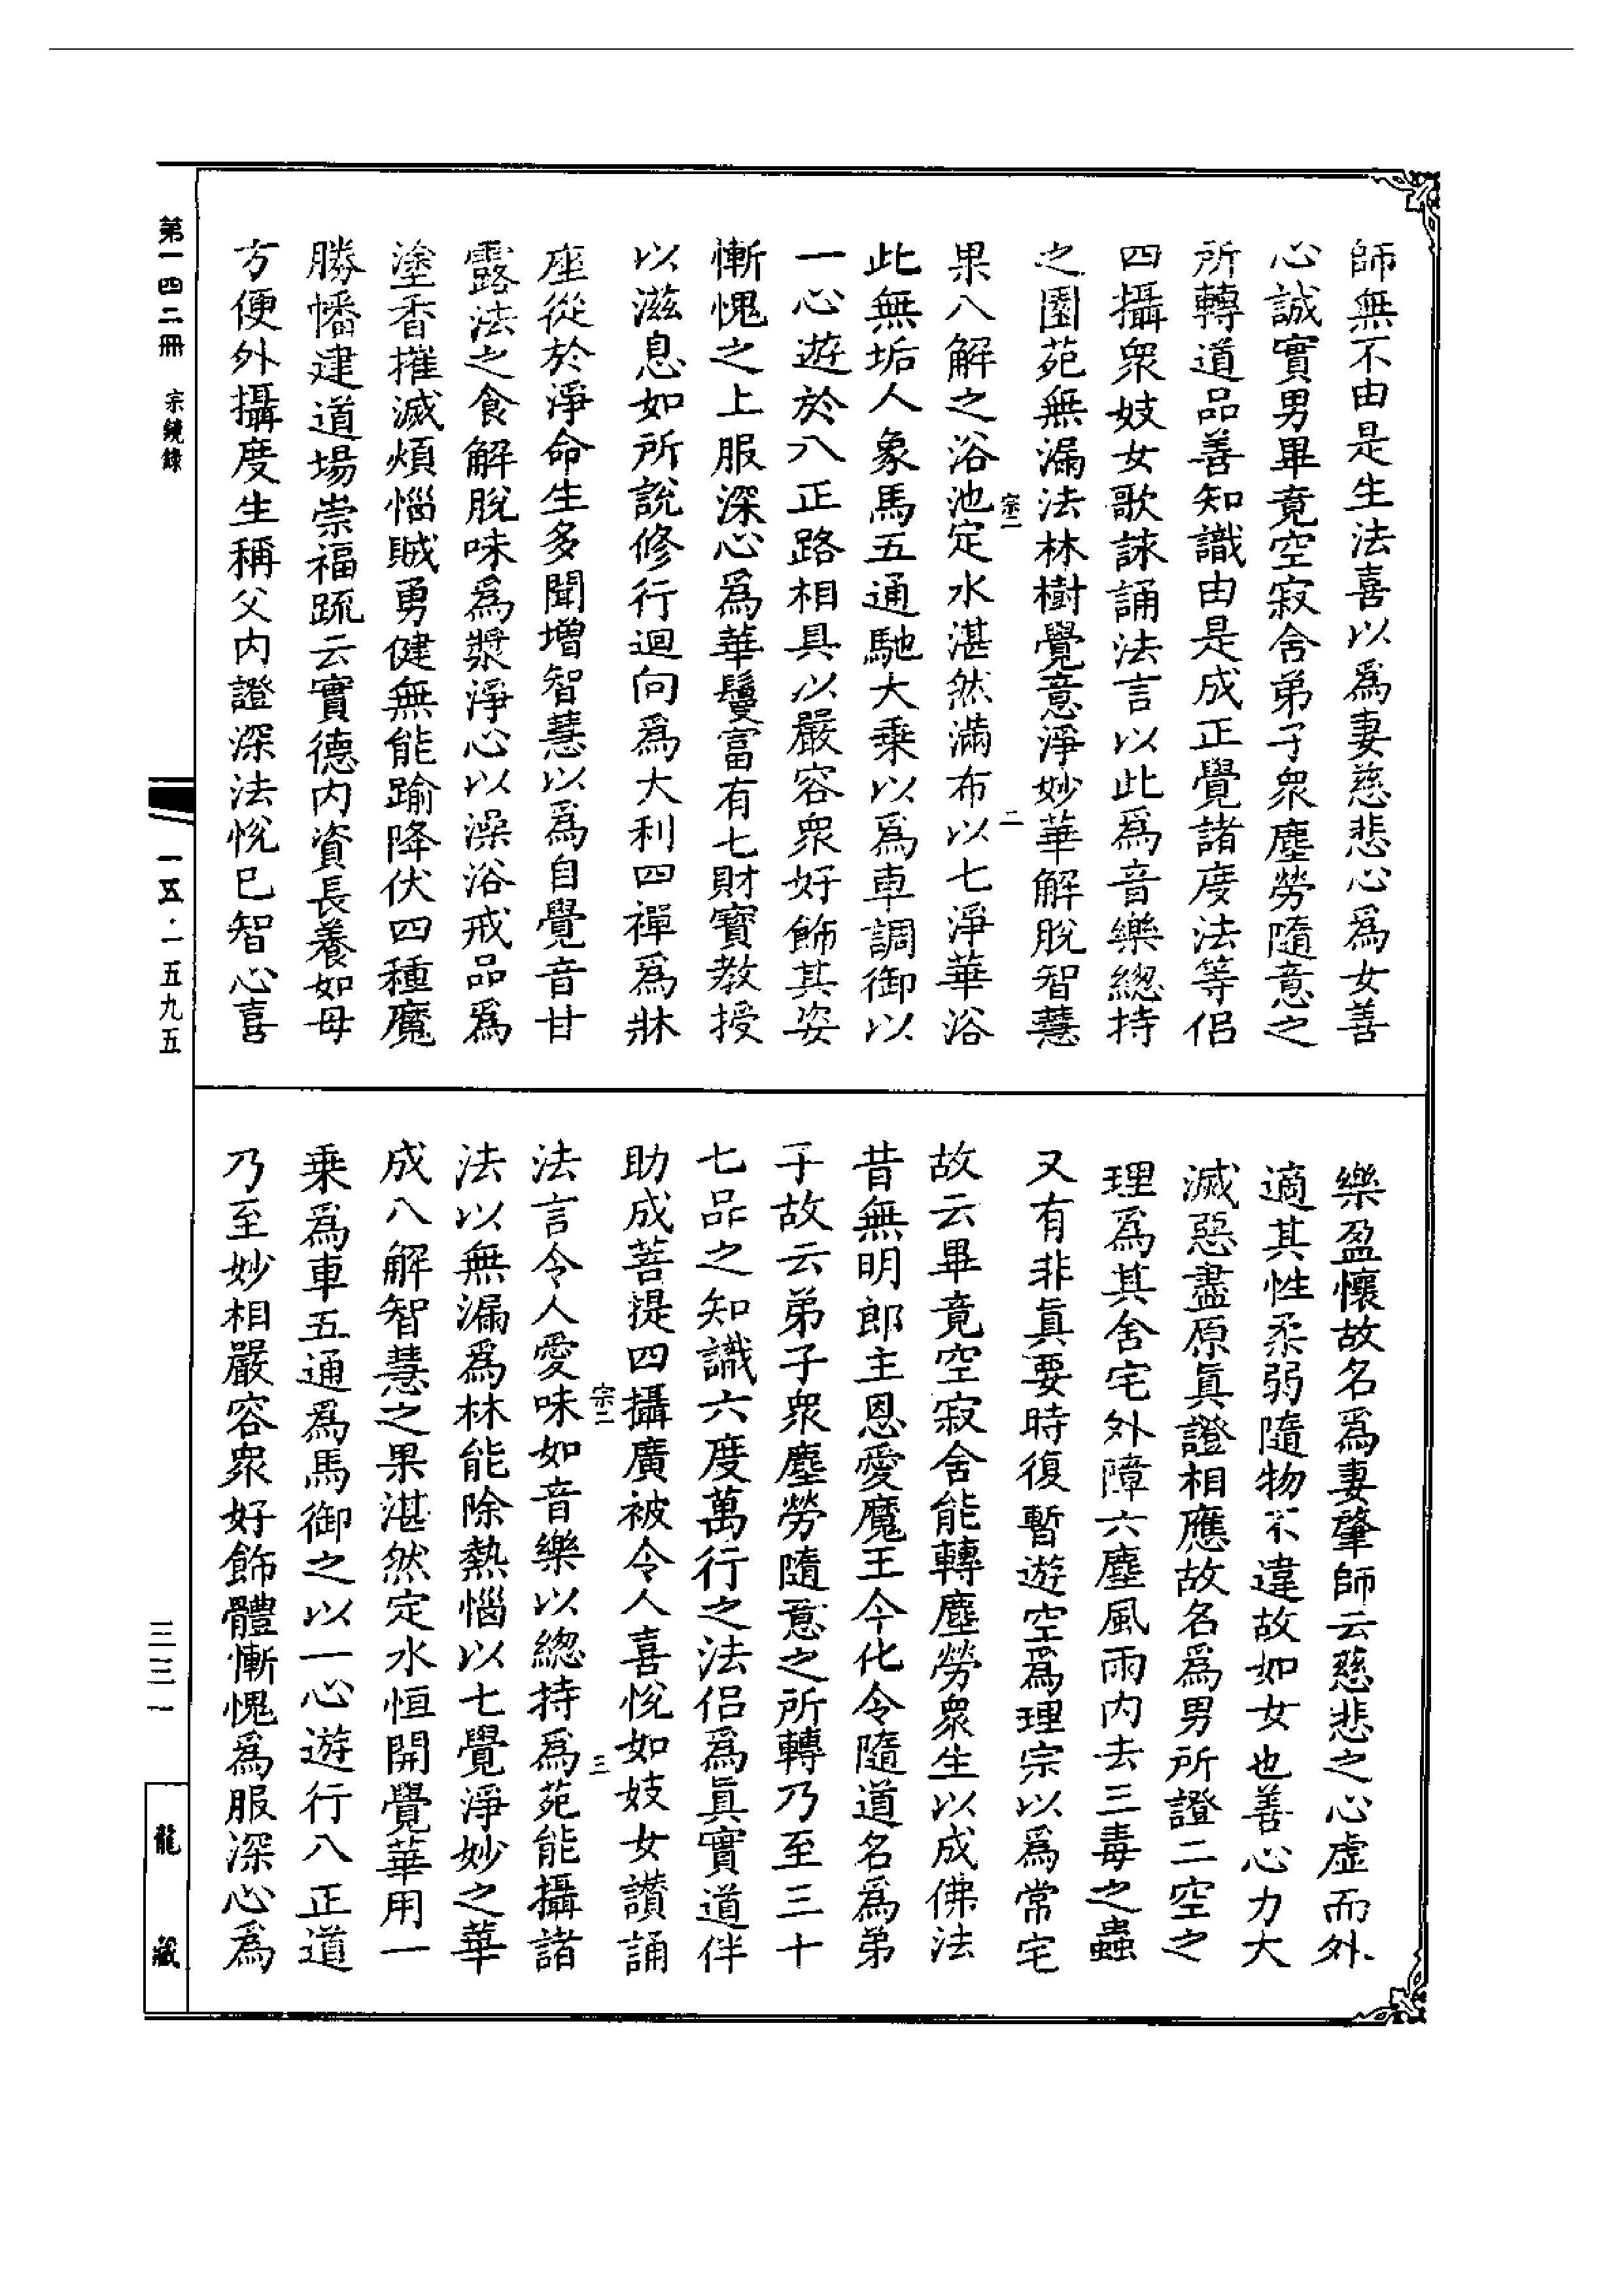 師無不由是生法喜以爲妻慈悲心爲女善
心誠實男畢竟空寂舍弟子衆塵勞隨意之
所轉道品善知識由是成正覺諸度法等侶
四攝衆妓女歌詠誦法言以此爲音樂總持
之園苑無漏法林樹覺意淨妙華解脫智慧
宗二
二
果八解之浴池定水湛然滿布以七淨華浴
此無垢人象馬五通馳大乗以爲車調御以
一心遊於八正路相具以嚴容衆好飾其姿
慚愧之上服深心爲華鬘富有七財寶教授
以滋息如所說修行迴向爲大利四禪爲牀
座從於淨命生多聞增智慧以爲自覺音甘
露法之食解脫味爲漿淨心以澡浴戒品爲
塗香摧滅煩惱賊勇健無能踰降伏四種魔
勝幡建道場崇福䟽云實德内資長養如母
方便外攝度生稱父内證深法悅已智心喜
樂盈懷故名爲妻肇師云慈悲之心虛而外
適其性柔弱隨物不違故如女也善心力大
滅惡盡原眞證相應故名爲男所證二空之
理爲其舍宅外障六塵風雨内去三毒之蟲
又有非眞要時復暫遊空爲理宗以爲常宅
故云畢竟空寂舍能轉塵勞衆生以成佛法
昔無明郎主恩愛魔王今化令隨道名爲弟
子故云弟子衆塵勞隨意之所轉乃至三十
七品之知識六度萬行之法侶爲眞實道伴
助成菩提四攝廣被令人喜悅如妓女讃誦
宗二
三
法言令人愛味如音樂以總持爲苑能攝諸
法以無漏爲林能除熱惱以七覺淨妙之華
成八解智慧之果湛然定水恒開覺華用一
乗爲車五通爲馬御之以一心遊行八正道
乃至妙相嚴容衆好飾體慚愧爲服深心爲
第一四二冊 宗鏡錄
一五·一五九五
三三一
龍藏